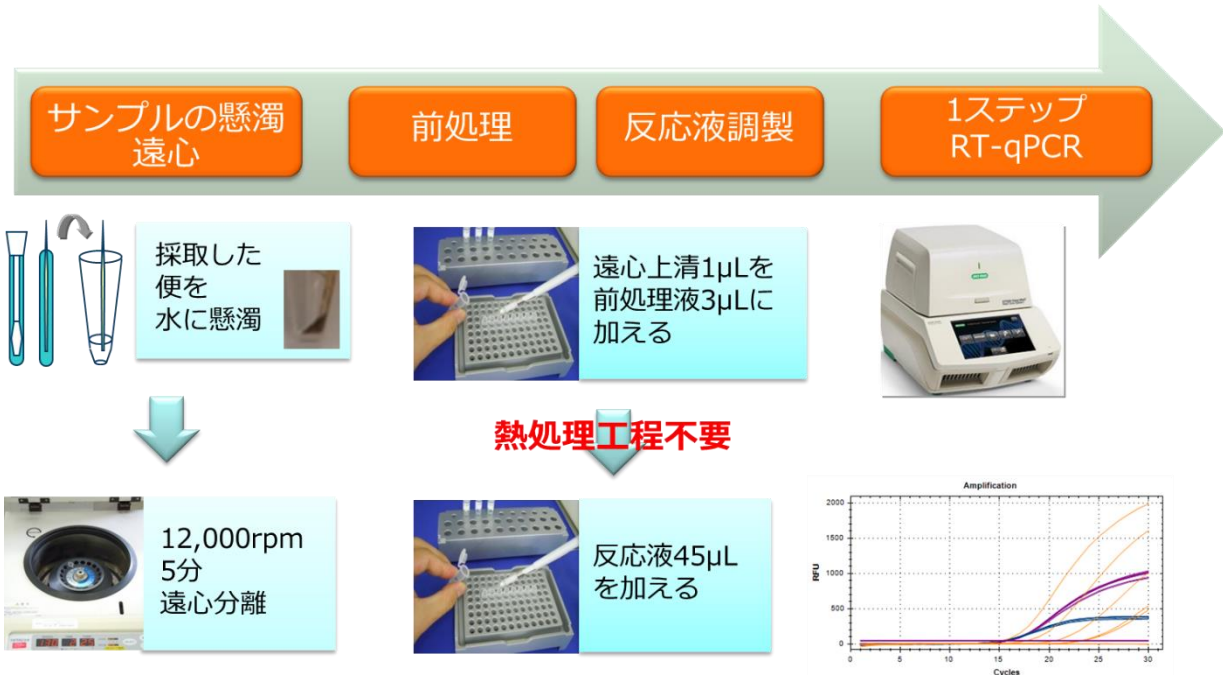 サンプルの懸濁
遠心
前処理
反応液調製
1ステップ
RT-qPCR
採取した
便を
水に懸濁
遠心上清1μLを
前処理液3μLに
加える
熱処理工程不要
12,000rpm
5分
遠心分離
反応液45μL
を加える
Amplification
RFU
2000
1500
1000
500
0
0 5 10 15 20 25 30
Cycles